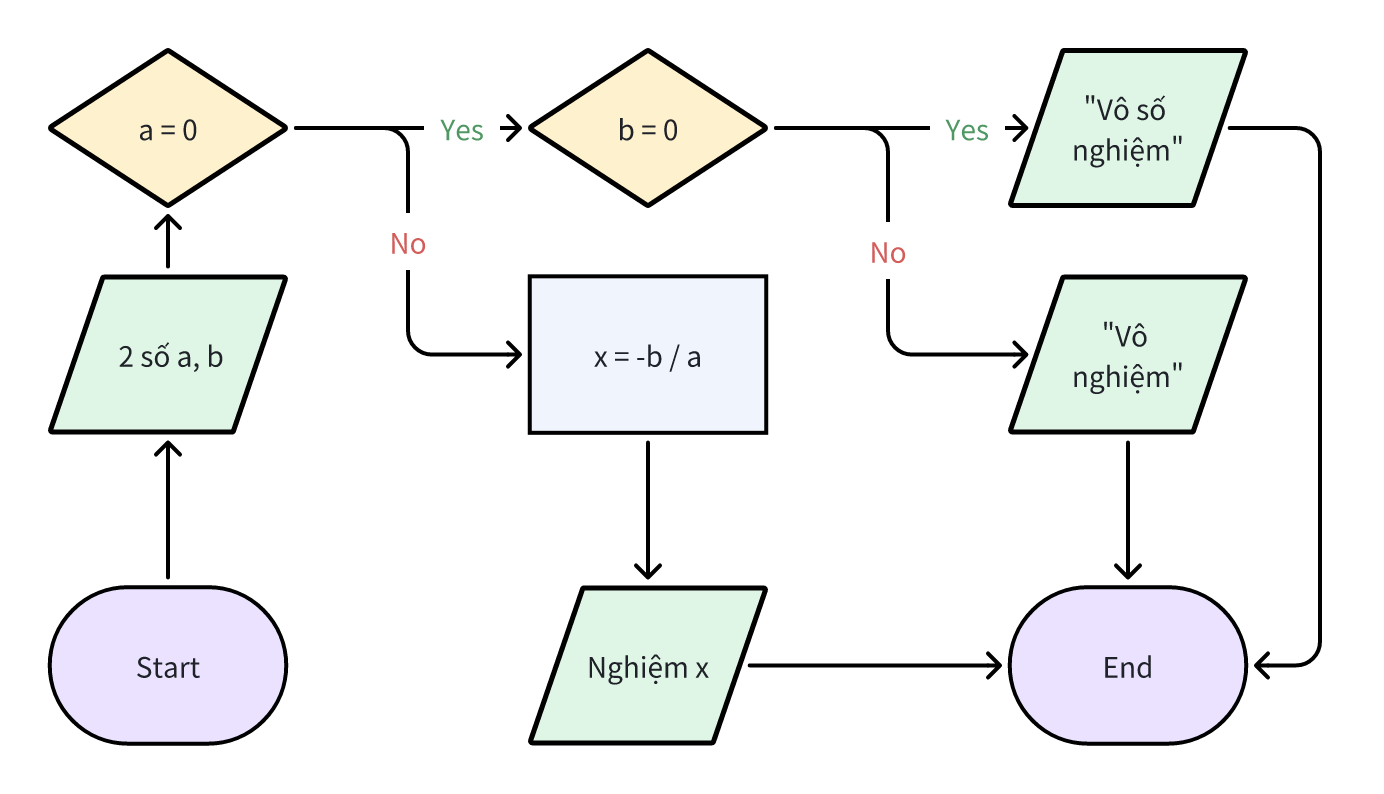 a = 0
Yes
b = 0
Yes
"Vô số
nghiệm"
No
No
2 số a, b
x = -b / a
"Vô
nghiệm"
Start
Nghiệm x
End